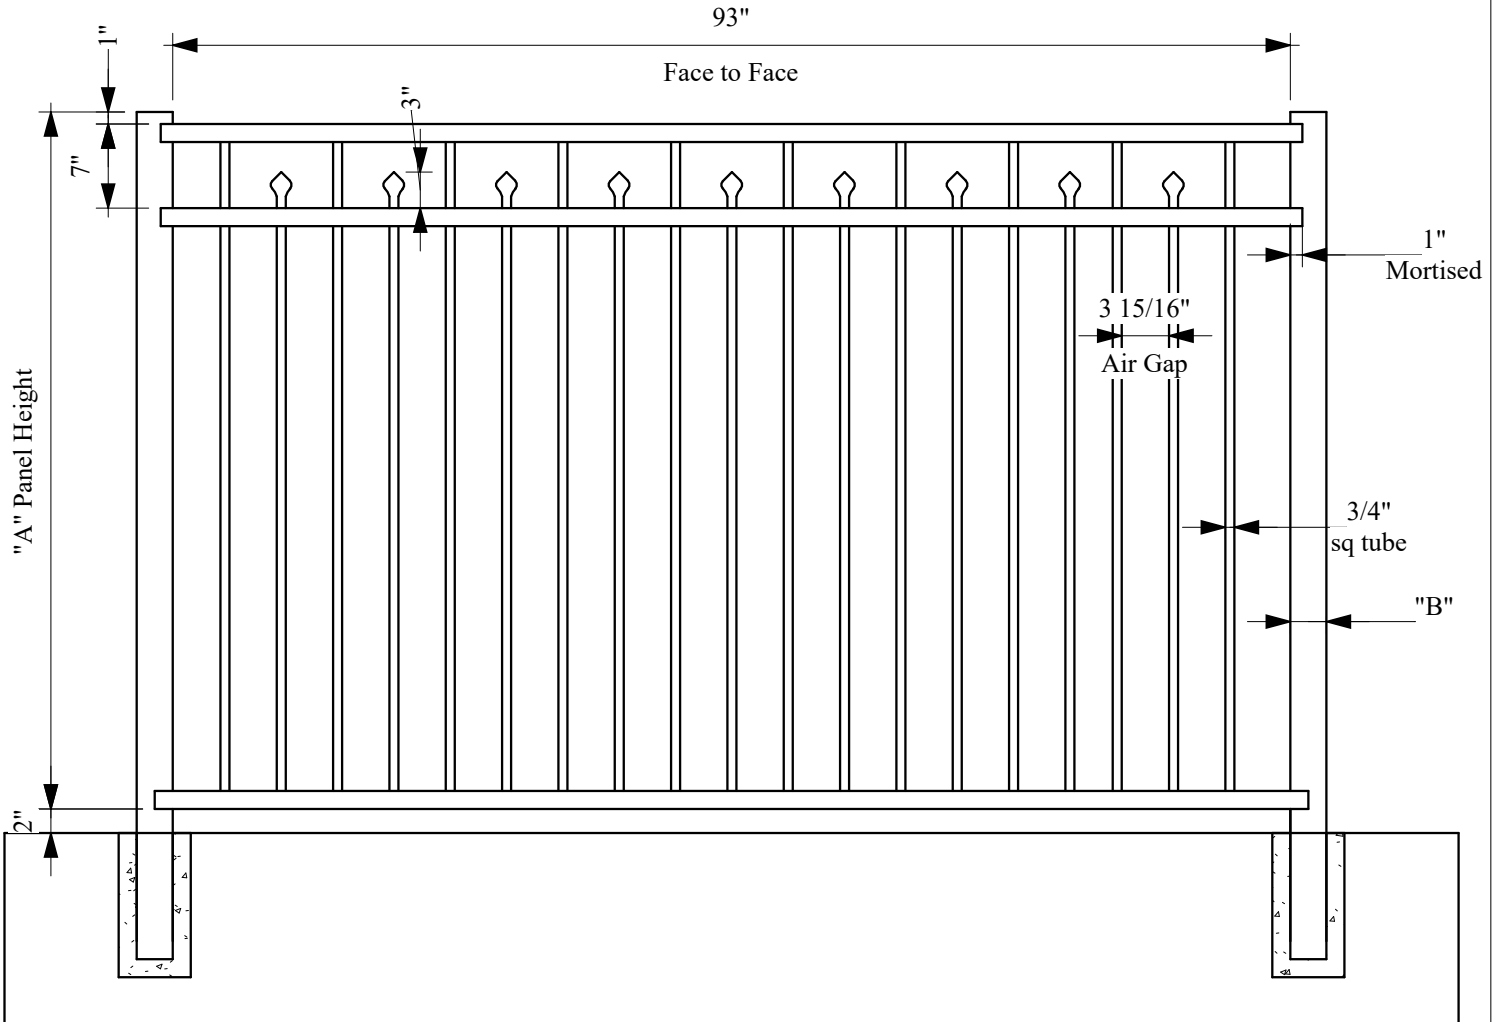 93"
Face to Face
1"
3"
7"
1"
Mortised
3 15/16"
Air Gap
"A" Panel Height
3/4"
sq tube
"B"
2"